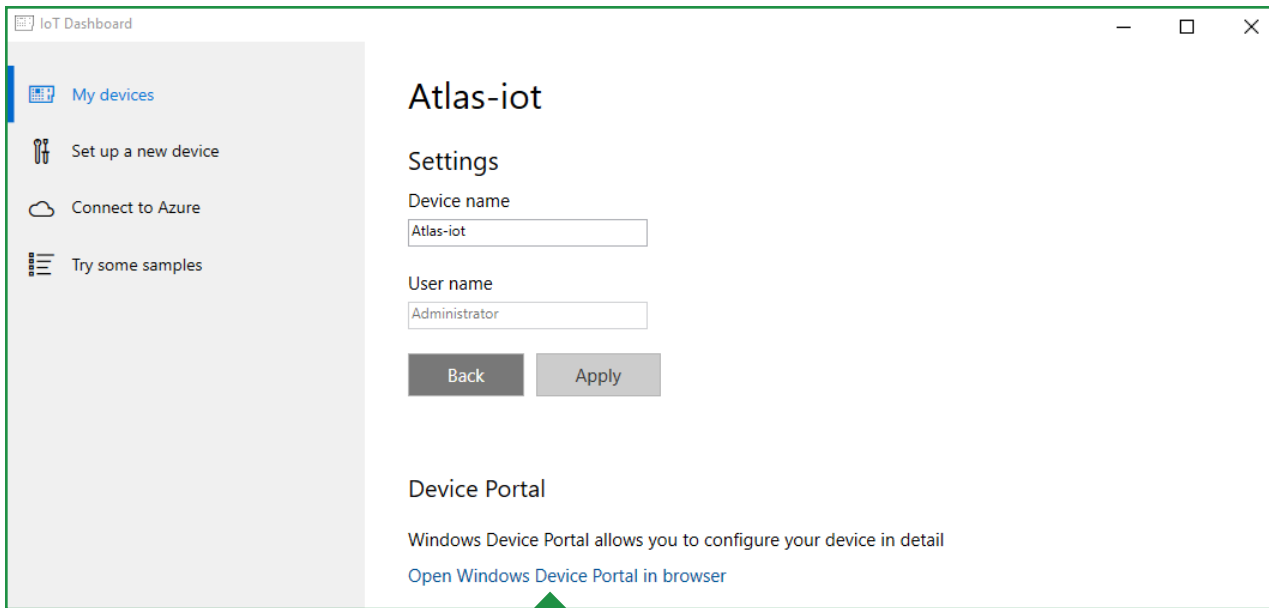 IoT Dashboard
My devices
Set up a new device
Connect to Azure
Try some samples
Atlas-iot
Settings
Device name
Atlas-iot
User name
Administrator
Back
Apply
Device Portal
Windows Device Portal allows you to configure your device in detail
Open Windows Device Portal in browser